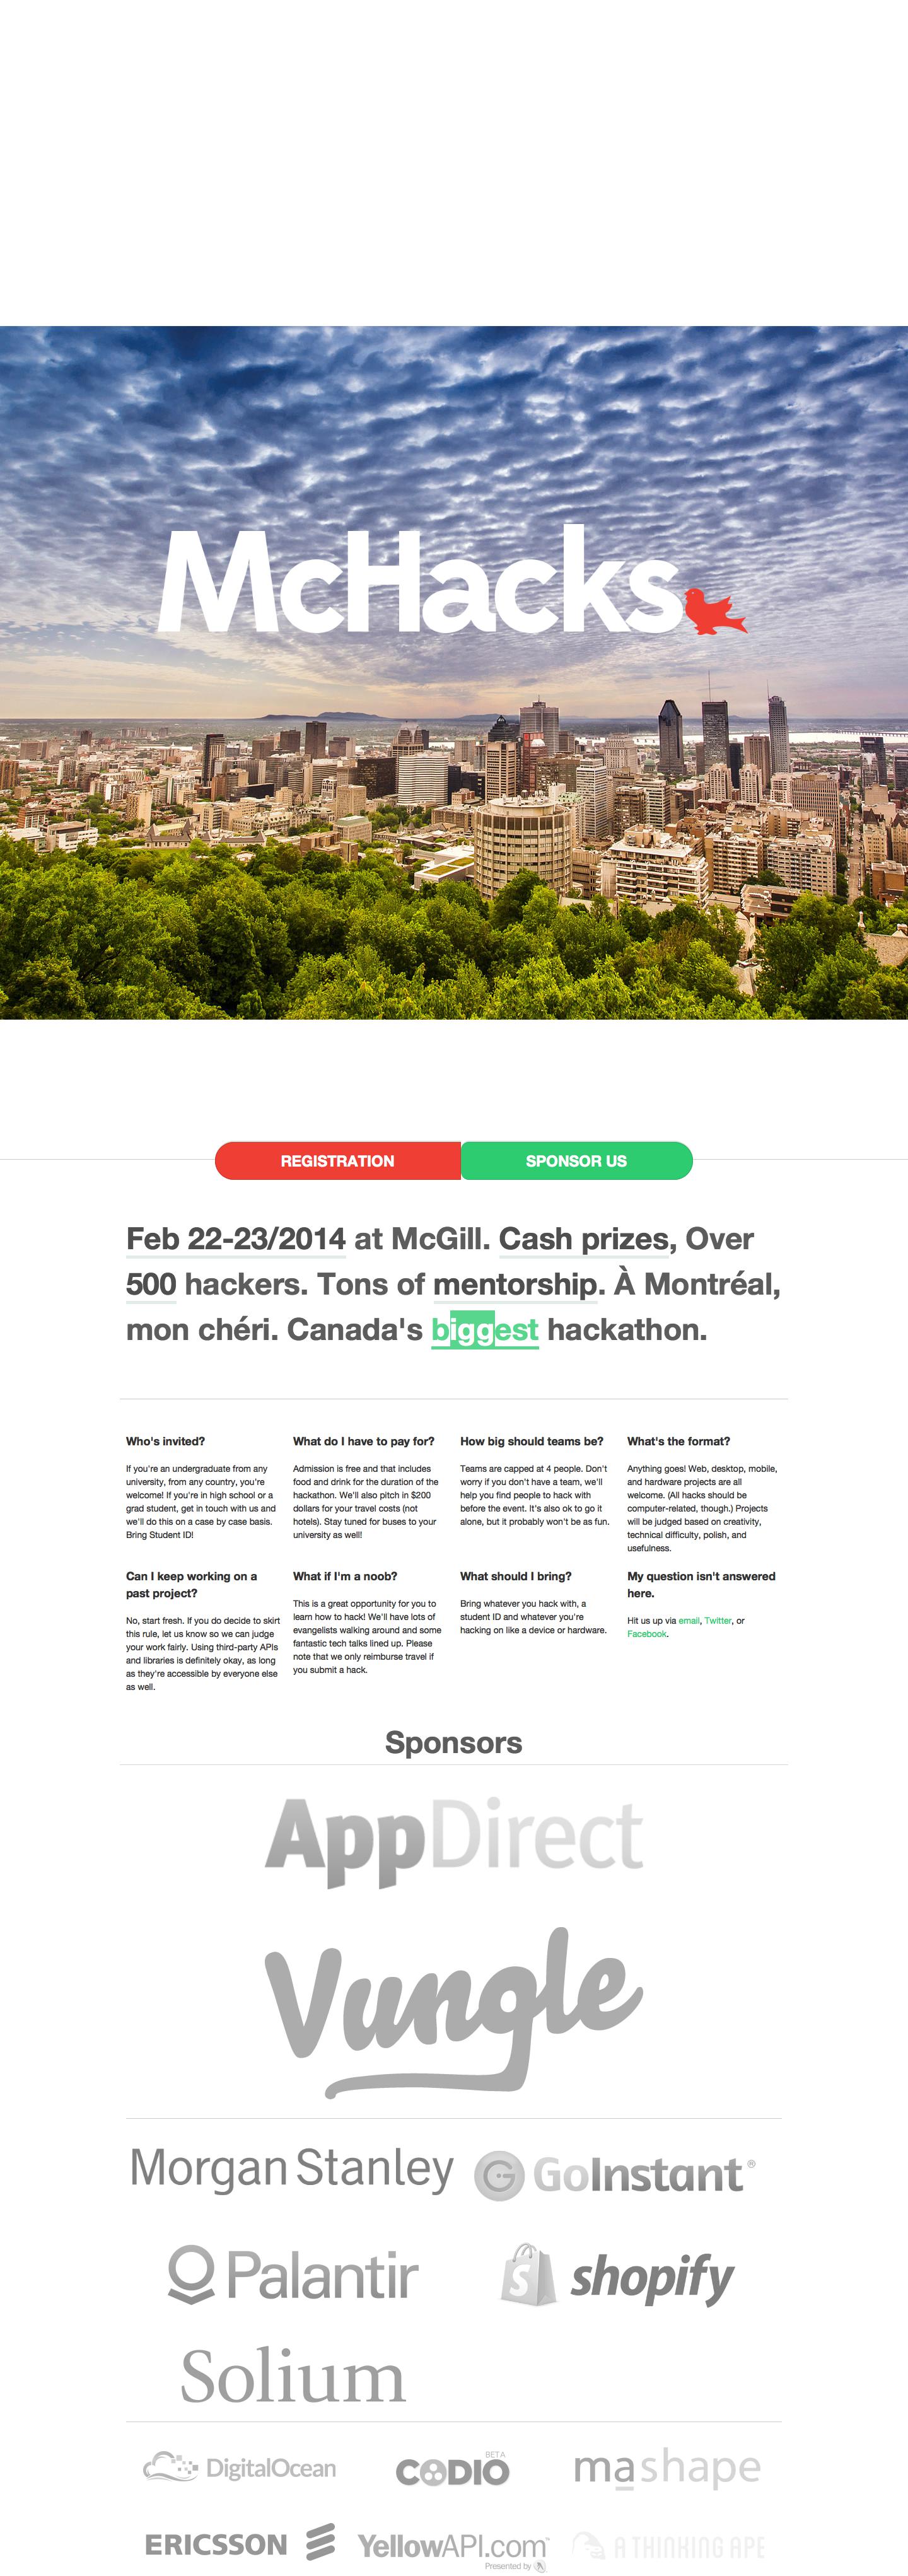 McHacks
REGISTRATION
SPONSOR US
Feb 22-23/2014 at McGill. Cash prizes, Over
500 hackers. Tons of mentorship. À Montréal,
mon chéri. Canada's biggest hackathon.
Who's invited?
If you're an undergraduate from any
university, from any country, you're
welcome! If you're in high school or a
grad student, get in touch with us and
we'll do this on a case by case basis.
Bring Student ID!
What do I have to pay for?
Admission is free and that includes
food and drink for the duration of the
hackathon. We'll also pitch in $200
dollars for your travel costs (not
hotels). Stay tuned for buses to your
university as well!
How big should teams be?
Teams are capped at 4 people. Don't
worry if you don't have a team, we'll
help you find people to hack with
before the event. It's also ok to go it
alone, but it probably won't be as fun.
What's the format?
Anything goes! Web, desktop, mobile,
and hardware projects are all
welcome. (All hacks should be
computer-related, though.) Projects
will be judged based on creativity,
technical difficulty, polish, and
usefulness.
Can I keep working on a
past project?
No, start fresh. If you do decide to skirt
this rule, let us know so we can judge
your work fairly. Using third-party APIs
and libraries is definitely okay, as long
as they're accessible by everyone else
as well.
What if I'm a noob?
This is a great opportunity for you to
learn how to hack! We'll have lots of
evangelists walking around and some
fantastic tech talks lined up. Please
note that we only reimburse travel if
you submit a hack.
What should I bring?
Bring whatever you hack with, a
student ID and whatever you're
hacking on like a device or hardware.
My question isn't answered
here.
Hit us up via email, Twitter, or
Facebook.
Sponsors
AppDirect
Vungle
Morgan Stanley
GoInstant®
Palantir
shopify
Solium
DigitalOcean
CODIO BETA
mashape
ERICSSON
YellowAPI.com™
Presented by
A THINKING APE